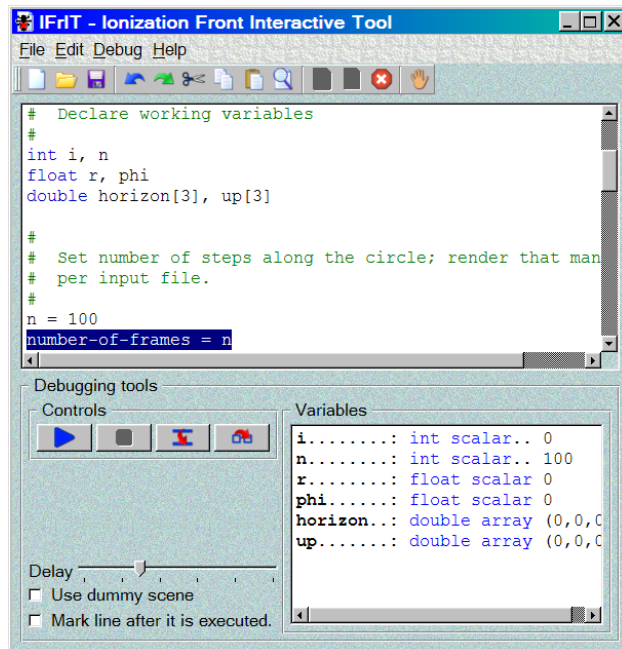 IFrIT - Ionization Front Interactive Tool
File Edit Debug Help
#  Declare working variables
#
int i, n
float r, phi
double horizon[3], up[3]
#
#  Set number of steps along the circle; render that man
#  per input file.
#
n = 100
number-of-frames = n
Debugging tools
Controls
Variables
i........: int scalar.. 0
n........: int scalar.. 100
r........: float scalar 0
phi......: float scalar 0
horizon..: double array (0,0,0
up.......: double array (0,0,0
Delay
Use dummy scene
Mark line after it is executed.